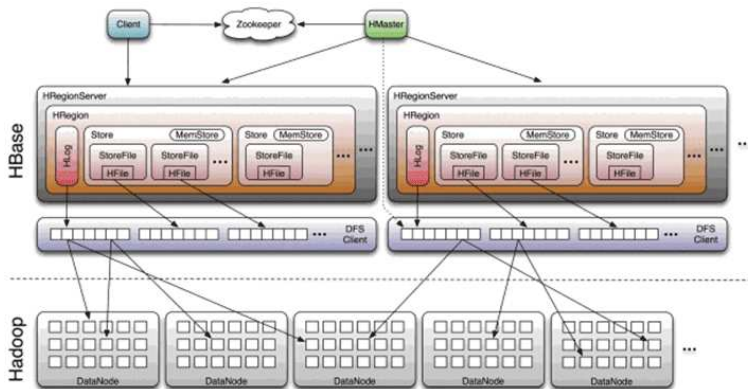 Client
Zookeeper
HMaster
HBase
HRegionServer
HRegion
HLog
Store
MemStore
StoreFile
HFile
StoreFile
HFile
...
Store
MemStore
StoreFile
HFile
...
...
HRegionServer
HRegion
HLog
Store
MemStore
StoreFile
HFile
StoreFile
HFile
...
Store
MemStore
StoreFile
HFile
...
...
...
...
DFS
Client
...
DFS
Client
Hadoop
DataNode
DataNode
DataNode
DataNode
DataNode
...